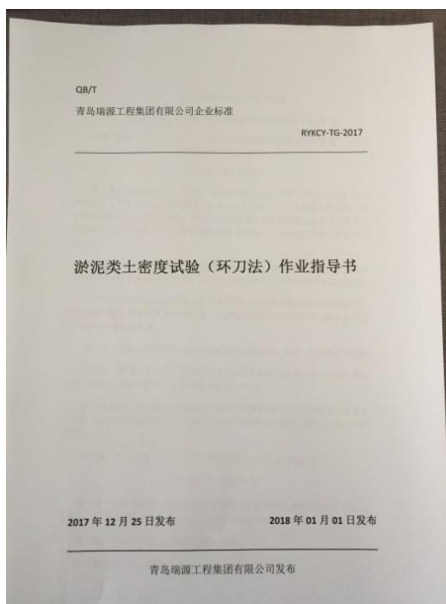 QB/T
青岛瑞源工程集团有限公司企业标准
RYKCY-TG-2017
淤泥类土密度试验（环刀法）作业指导书
2017 年 12 月 25 日发布
2018 年 01 月 01 日发布
青岛瑞源工程集团有限公司发布